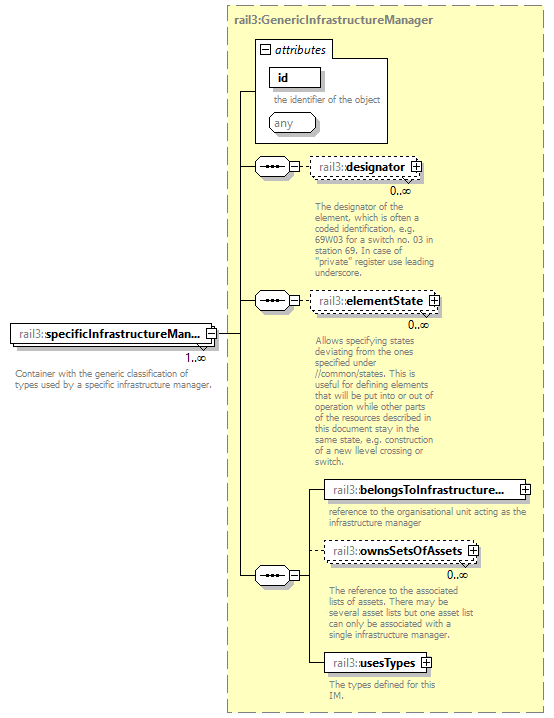 rail3:GenericInfrastructureManager
attributes
id
the identifier of the object
any
rail3::designator
0..∞
The designator of the
element, which is often a
coded identification, e.g.
69W03 for a switch no. 03 in
station 69. In case of
"private" register use leading
underscore.
rail3::elementState
0..∞
Allows specifying states
deviating from the ones
specified under
//common/states. This is
useful for defining elements
that will be put into or out of
operation while other parts
of the resources described in
this document stay in the
same state, e.g. construction
of a new llevel crossing or
switch.
rail3::specificInfrastructureMan...
1..∞
Container with the generic classification of
types used by a specific infrastructure manager.
rail3::belongsToInfrastructure...
reference to the organisational unit acting as the
infrastructure manager
rail3::ownsSetsOfAssets
0..∞
The reference to the associated
lists of assets. There may be
several asset lists but one asset list
can only be associated with a
single infrastructure manager.
rail3::usesTypes
The types defined for this
IM.